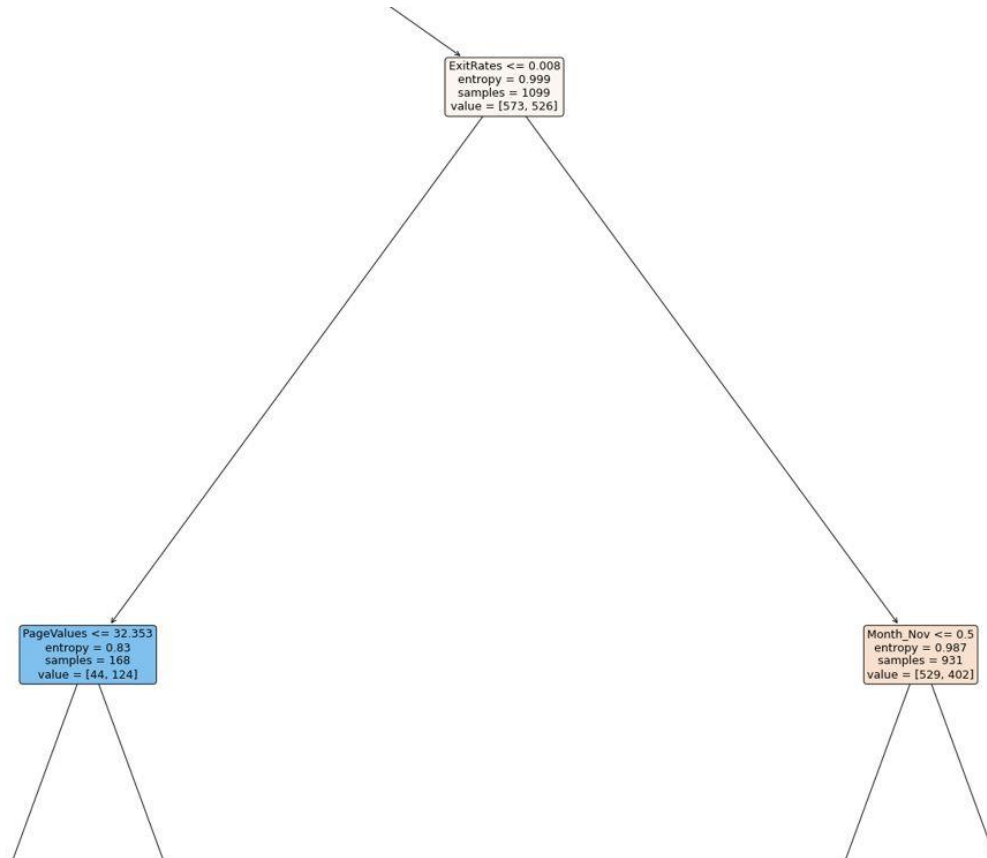 ExitRates <= 0.008
entropy = 0.999
samples = 1099
value = [573, 526]
PageValues <= 32.353
entropy = 0.83
samples = 168
value = [44, 124]
Month_Nov <= 0.5
entropy = 0.987
samples = 931
value = [529, 402]